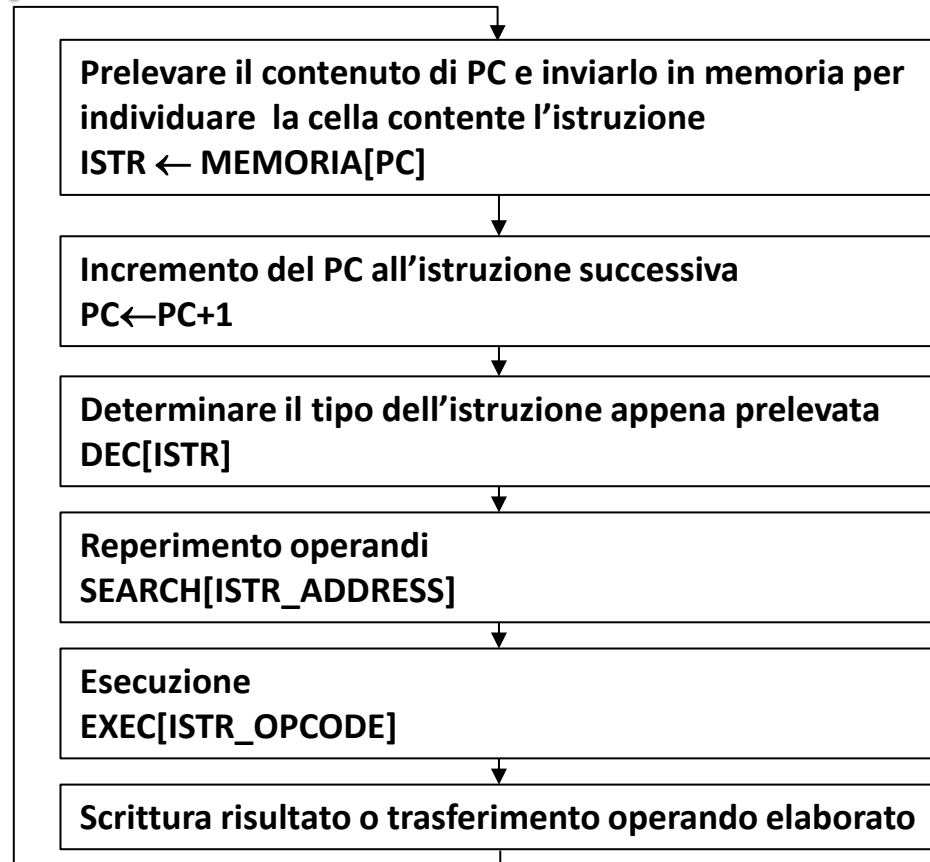 Prelevare il contenuto di PC e inviarlo in memoria per
individuare la cella contente l’istruzione
ISTR ← MEMORIA[PC]
Incremento del PC all’istruzione successiva
PC←PC+1
Determinare il tipo dell’istruzione appena prelevata
DEC[ISTR]
Reperimento operandi
SEARCH[ISTR_ADDRESS]
Esecuzione
EXEC[ISTR_OPCODE]
Scrittura risultato o trasferimento operando elaborato